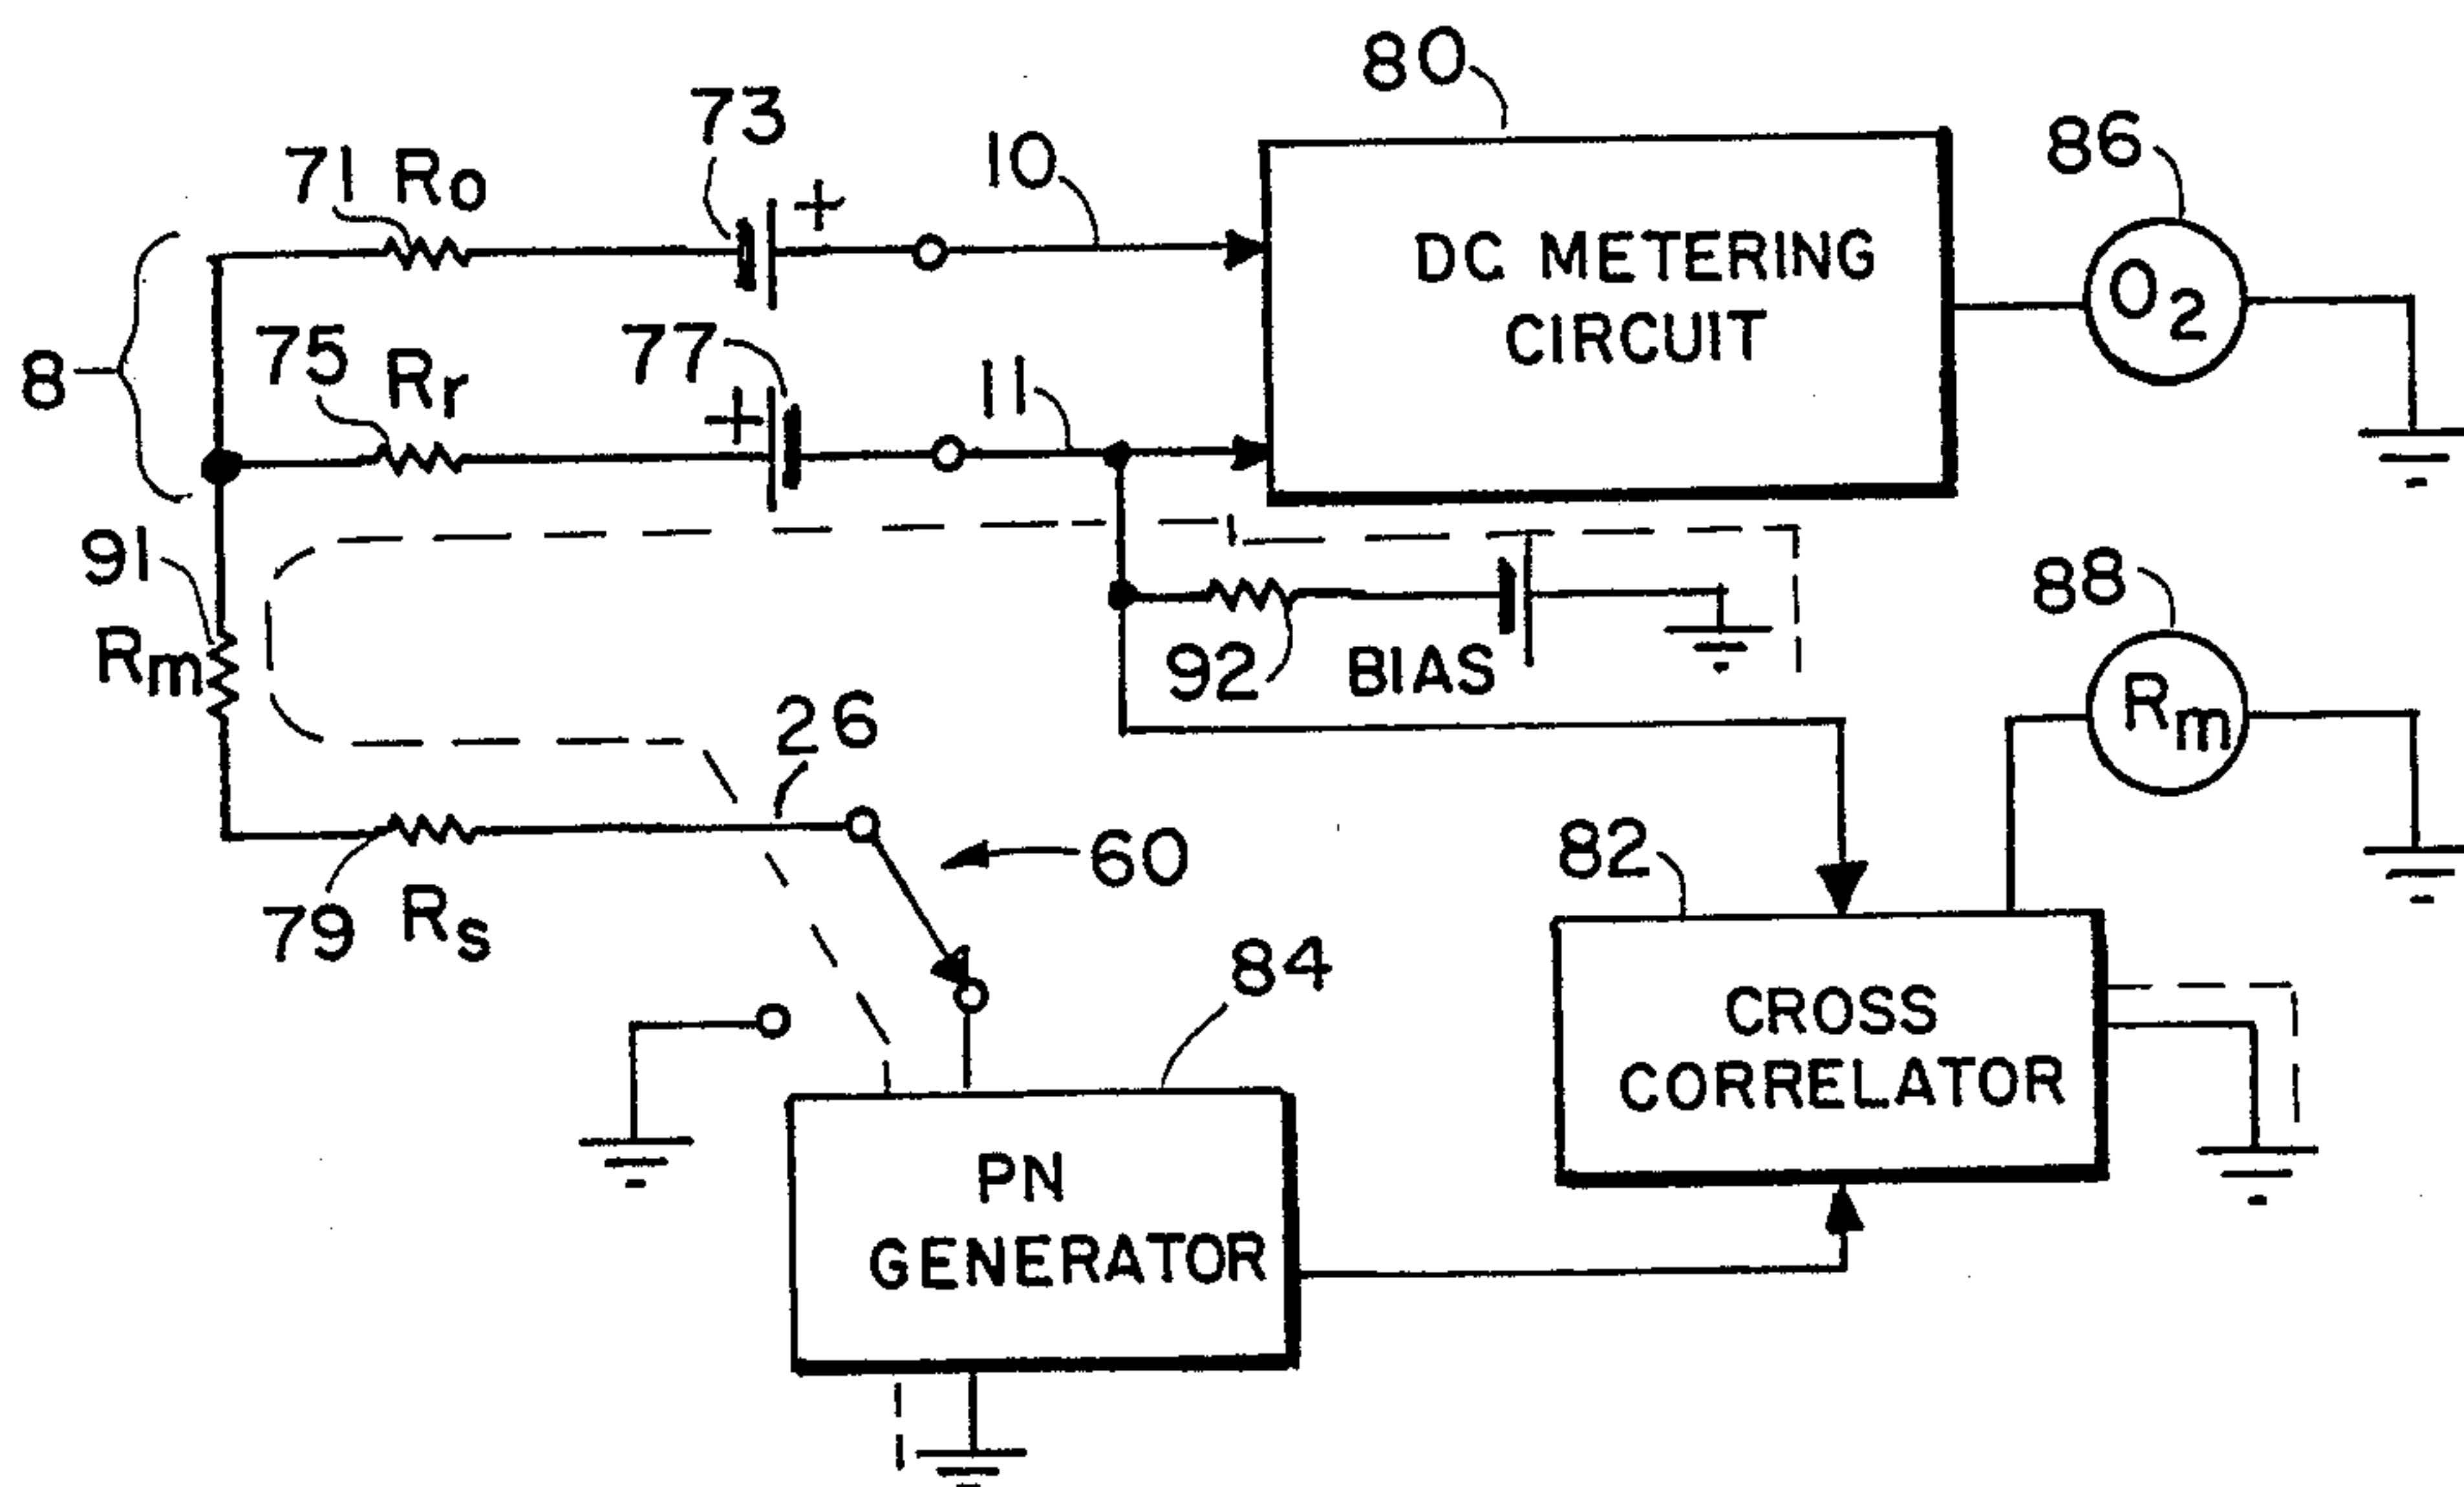 80
73
86
71 Ro
+
10
DC METERING
CIRCUIT
O2
75 Rr
77
+
11
8
91
Rm
92
BIAS
88
Rm
26
60
82
79 Rs
84
CROSS
CORRELATOR
PN
GENERATOR